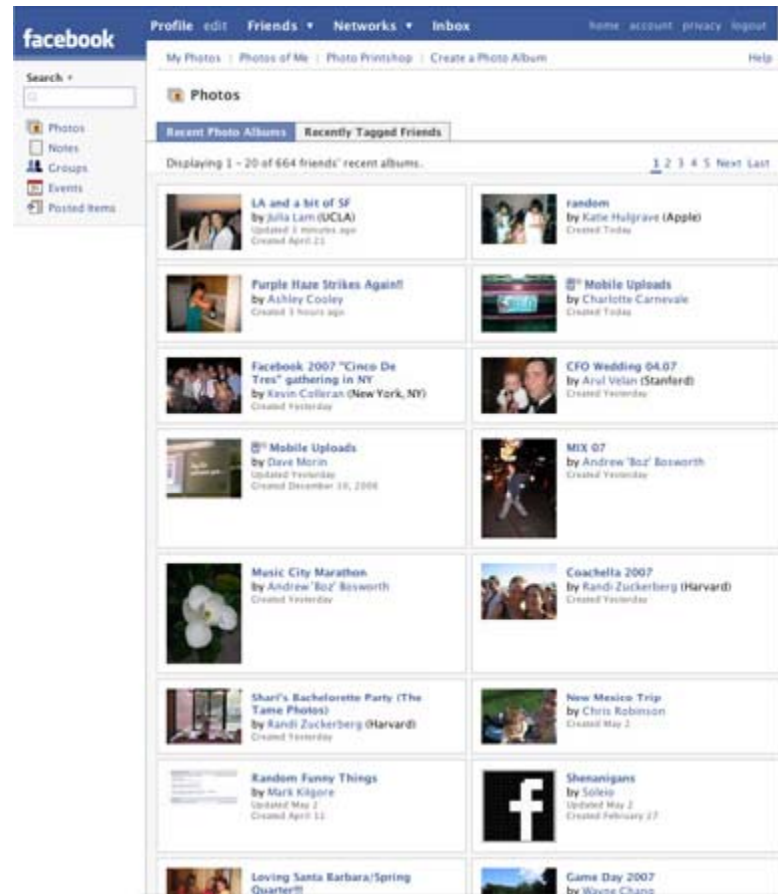 facebook
Profile edit Friends ▾ Networks ▾ Inbox
home account privacy logout
My Photos | Photos of Me | Photo Printshop | Create a Photo Album
Help
Search ▾
Photos
Notes
Groups
Events
Posted Items
Photos
Recent Photo Albums
Recently Tagged Friends
Displaying 1 - 20 of 664 friends' recent albums.
1 2 3 4 5 Next Last
LA and a bit of SF
by Julia Lam (UCLA)
Updated 3 minutes ago
Created April 21
random
by Katie Hulgrave (Apple)
Created Today
Purple Haze Strikes Again!!
by Ashley Cooley
Created 3 hours ago
Mobile Uploads
by Charlotte Carnevale
Created Today
Facebook 2007 "Cinco De
Tres" gathering in NY
by Kevin Colleran (New York, NY)
Created Yesterday
CFO Wedding 04.07
by Arul Velan (Stanford)
Created Yesterday
Mobile Uploads
by Dave Morin
Updated Yesterday
Created December 10, 2006
MIX 07
by Andrew 'Boz' Bosworth
Created Yesterday
Music City Marathon
by Andrew 'Boz' Bosworth
Created Yesterday
Coachella 2007
by Randi Zuckerberg (Harvard)
Created Yesterday
Shari's Bachelorette Party (The
Tame Photos)
by Randi Zuckerberg (Harvard)
Created Yesterday
New Mexico Trip
by Chris Robinson
Created May 2
Random Funny Things
by Mark Kilgore
Updated May 2
Created April 12
Shenanigans
by Soleio
Updated May 2
Created February 27
Loving Santa Barbara/Spring
Quarter!!!
Game Day 2007
by Wayne Chang